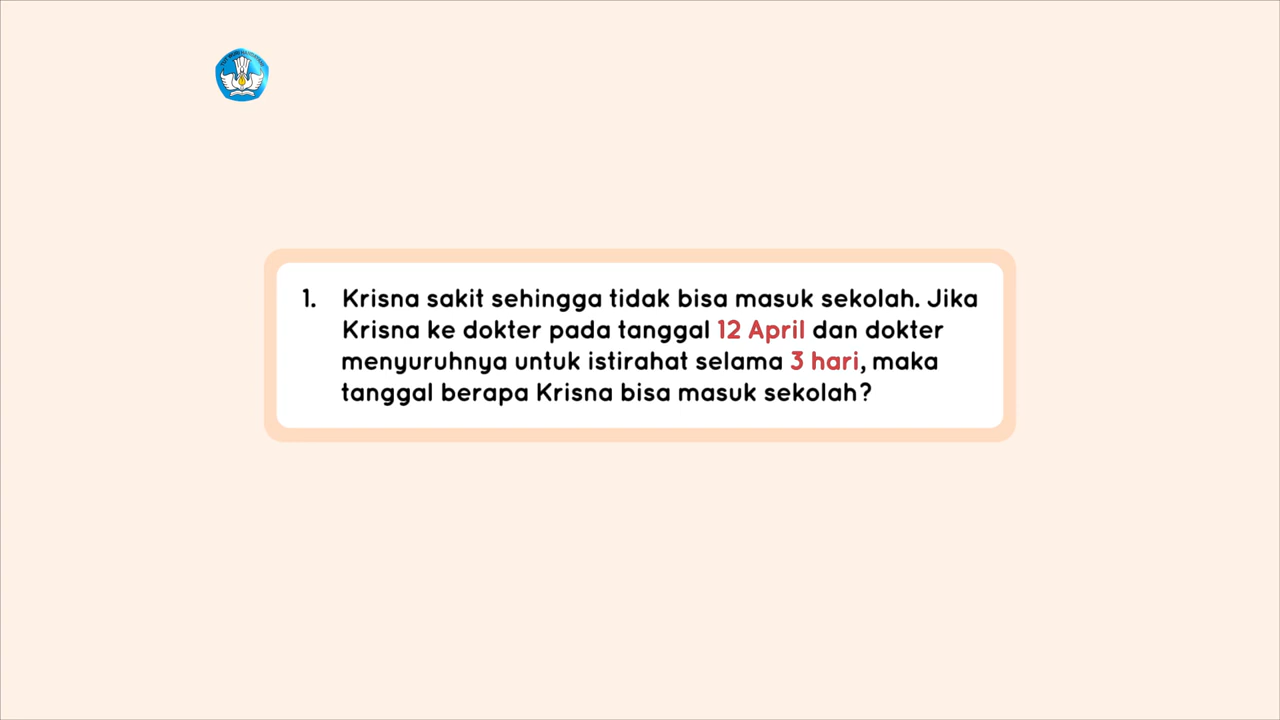 1. Krisna sakit sehingga tidak bisa masuk sekolah. Jika
Krisna ke dokter pada tanggal 12 April dan dokter
menyuruhnya untuk istirahat selama 3 hari, maka
tanggal berapa Krisna bisa masuk sekolah?